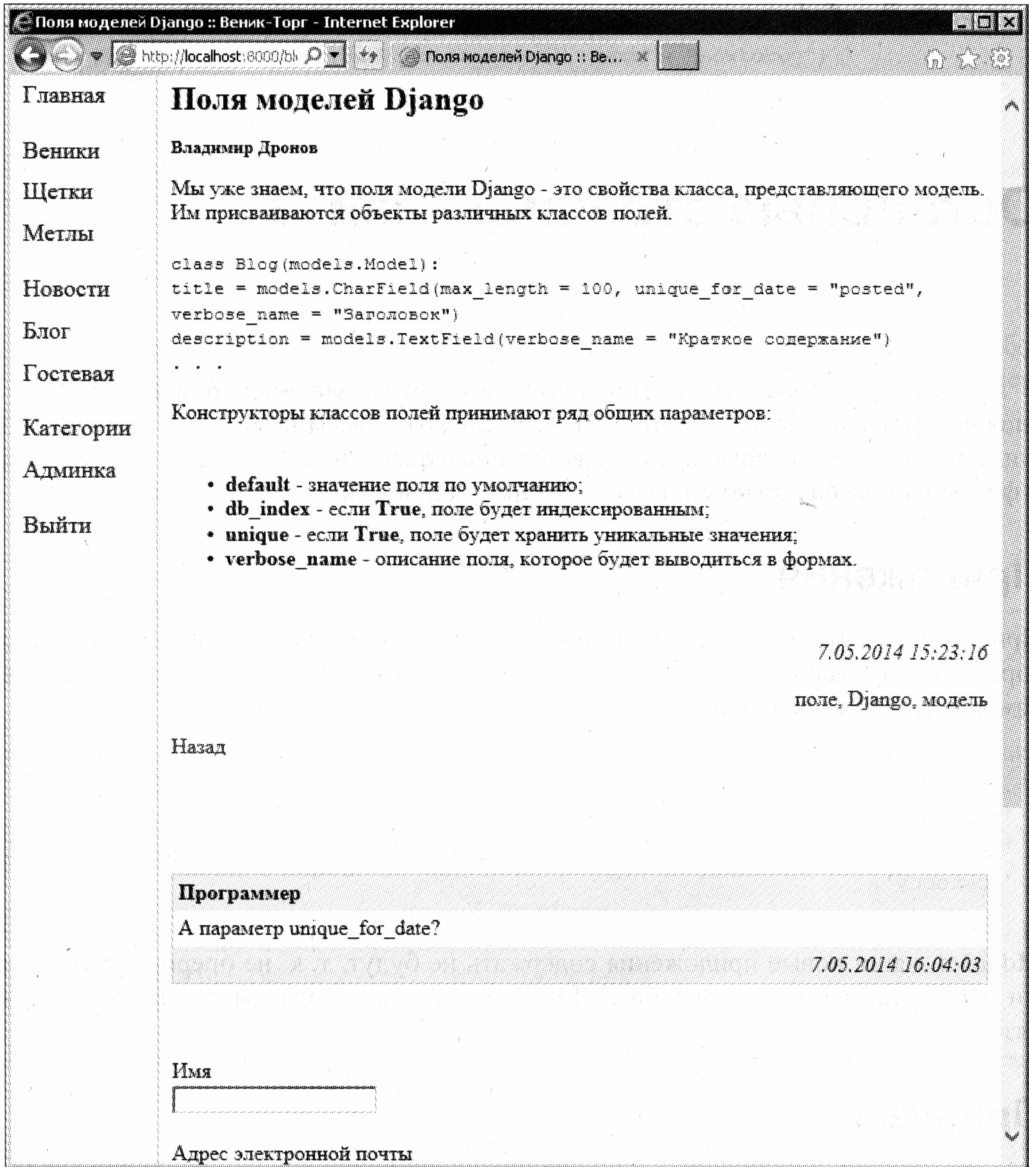 Поля моделей Django :: Веник-Торг - Internet Explorer
http://localhost:8000/bl
Поля моделей Django :: Ве...
Главная
Веники
Щетки
Метлы
Новости
Блог
Гостевая
Категории
Админка
Выйти
Поля моделей Django
Владимир Дронов
Мы уже знаем, что поля модели Django - это свойства класса, представляющего модель.
Им присваиваются объекты различных классов полей.
class Blog(models.Model):
title = models.CharField(max_length = 100, unique_for_date = "posted",
verbose_name = "Заголовок")
description = models.TextField(verbose_name = "Краткое содержание")
. . .
Конструкторы классов полей принимают ряд общих параметров:
• default - значение поля по умолчанию;
• db_index - если True, поле будет индексированным;
• unique - если True, поле будет хранить уникальные значения;
• verbose_name - описание поля, которое будет выводиться в формах.
7.05.2014 15:23:16
поле, Django, модель
Назад
Программер
А параметр unique_for_date?
7.05.2014 16:04:03
Имя
Адрес электронной почты